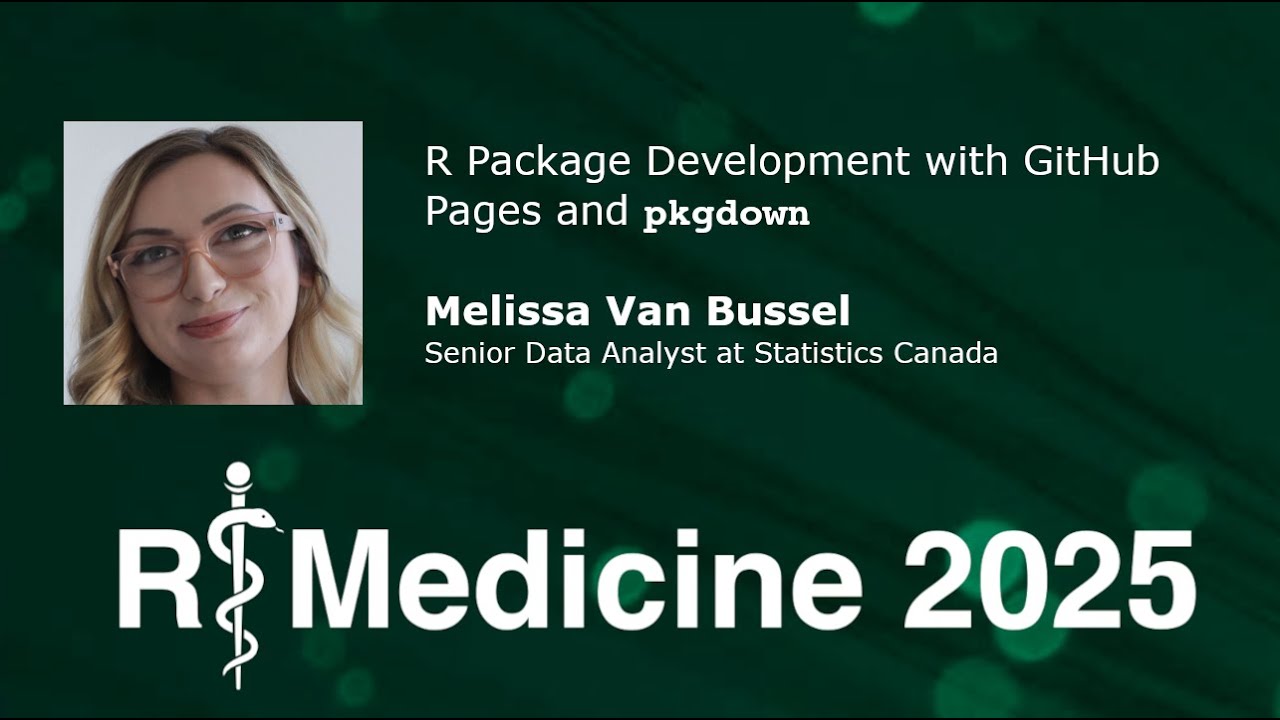 R Package Development with GitHub
Pages and pkgdown
Melissa Van Bussel
Senior Data Analyst at Statistics Canada
R Medicine 2025